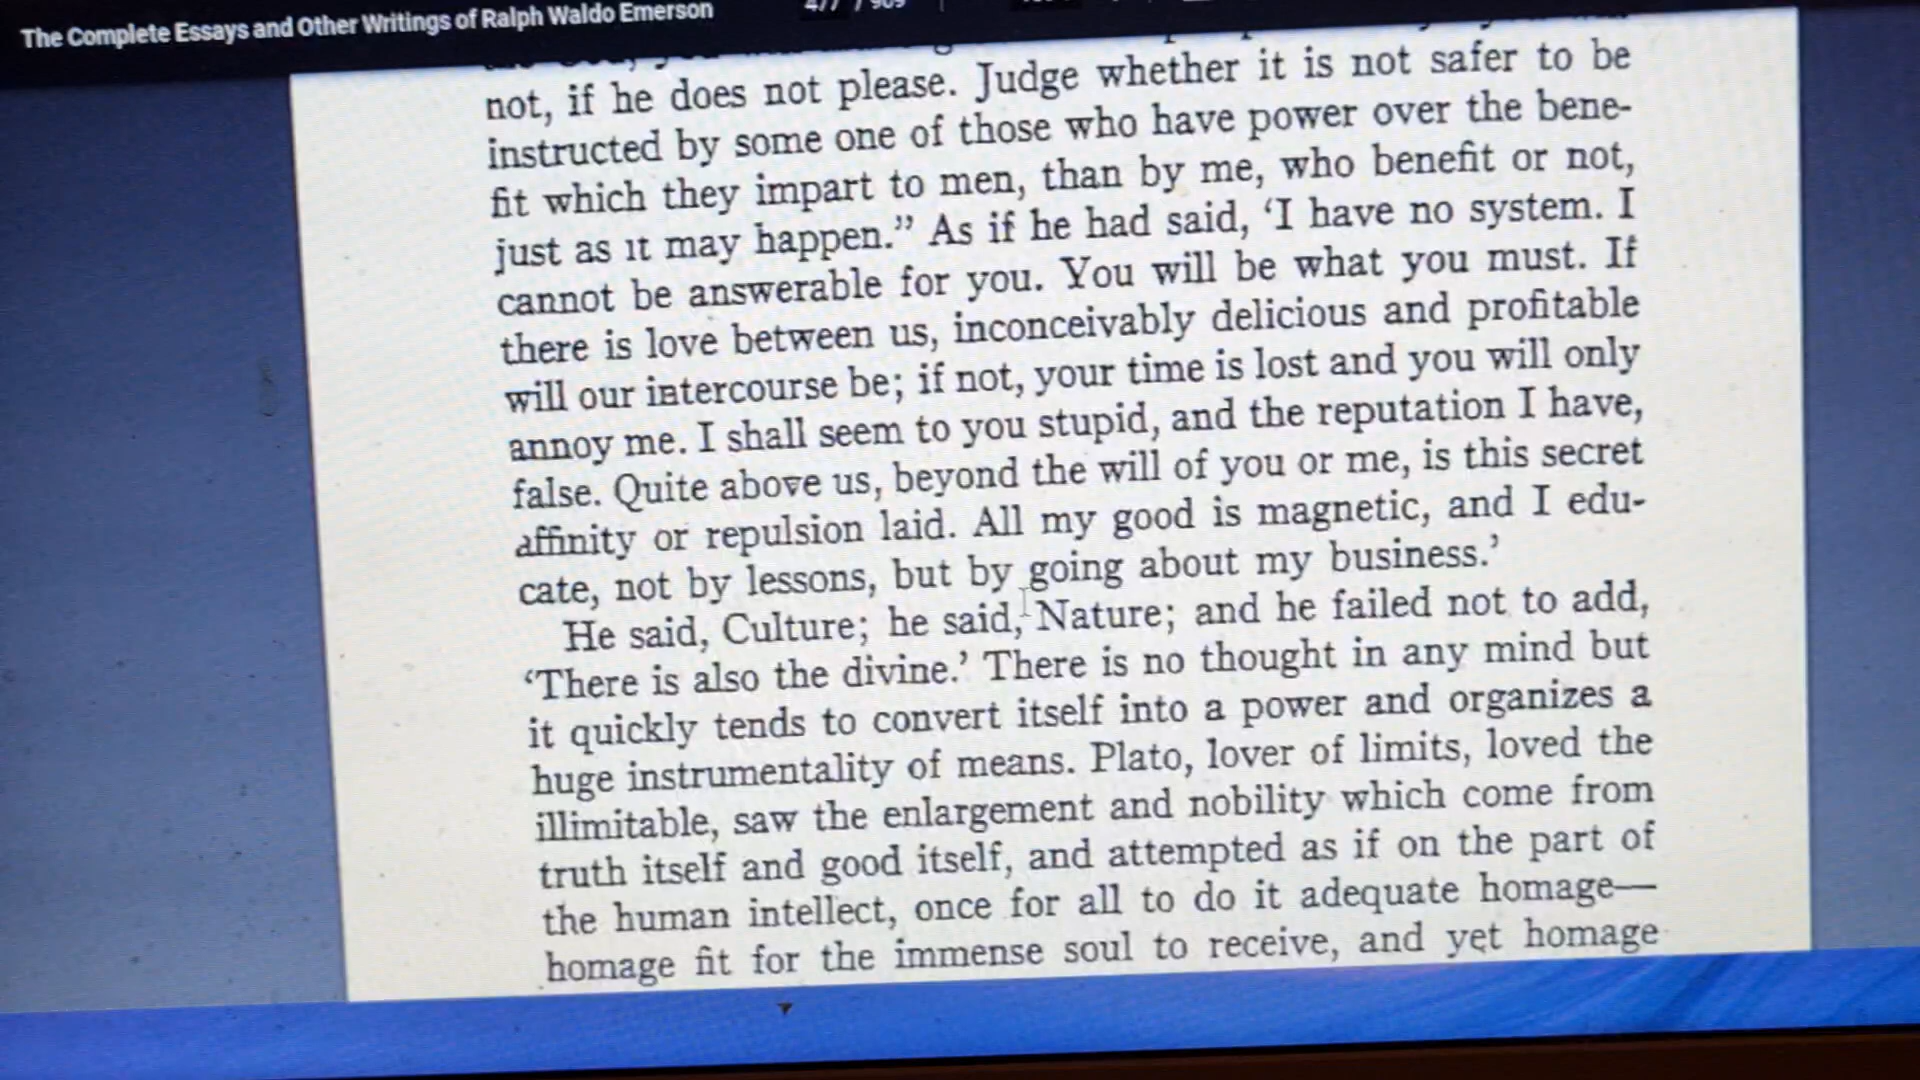 The Complete Essays and Other Writings of Ralph Waldo Emerson
not, if he does not please. Judge whether it is not safer to be
instructed by some one of those who have power over the bene-
fit which they impart to men, than by me, who benefit or not,
just as it may happen.” As if he had said, ‘I have no system. I
cannot be answerable for you. You will be what you must. If
there is love between us, inconceivably delicious and profitable
will our intercourse be; if not, your time is lost and you will only
annoy me. I shall seem to you stupid, and the reputation I have,
false. Quite above us, beyond the will of you or me, is this secret
affinity or repulsion laid. All my good is magnetic, and I edu-
cate, not by lessons, but by going about my business.’
He said, Culture; he said, Nature; and he failed not to add,
‘There is also the divine.’ There is no thought in any mind but
it quickly tends to convert itself into a power and organizes a
huge instrumentality of means. Plato, lover of limits, loved the
illimitable, saw the enlargement and nobility which come from
truth itself and good itself, and attempted as if on the part of
the human intellect, once for all to do it adequate homage—
homage fit for the immense soul to receive, and yet homage